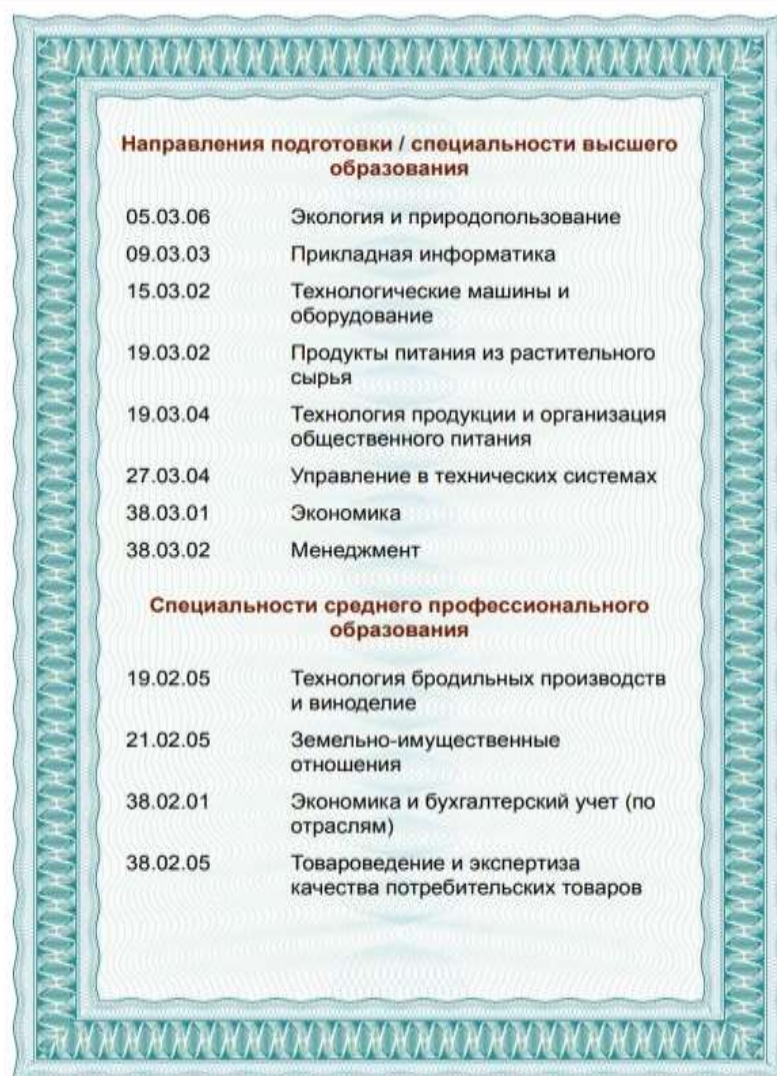 Направления подготовки / специальности высшего
образования
05.03.06 Экология и природопользование
09.03.03 Прикладная информатика
15.03.02 Технологические машины и
оборудование
19.03.02 Продукты питания из растительного
сырья
19.03.04 Технология продукции и организация
общественного питания
27.03.04 Управление в технических системах
38.03.01 Экономика
38.03.02 Менеджмент
Специальности среднего профессионального
образования
19.02.05 Технология бродильных производств
и виноделие
21.02.05 Земельно-имущественные
отношения
38.02.01 Экономика и бухгалтерский учет (по
отраслям)
38.02.05 Товароведение и экспертиза
качества потребительских товаров